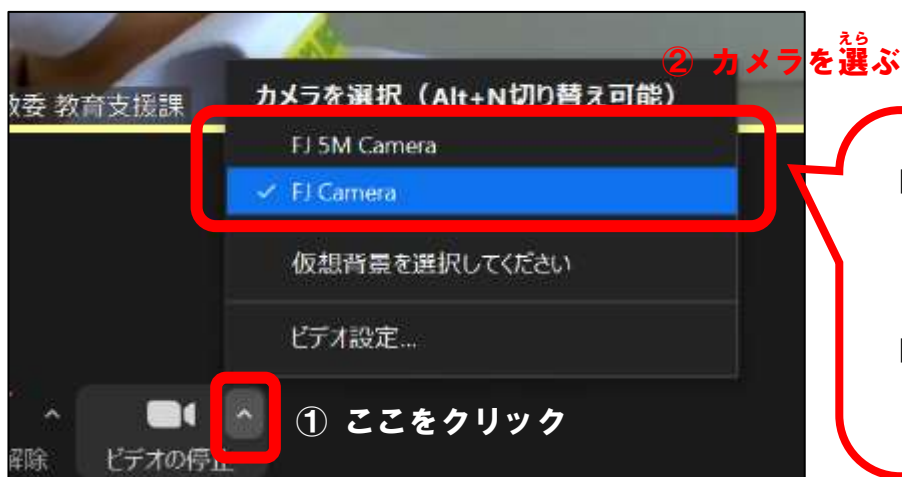 えら
② カメラを選ぶ
カメラを選択（Alt+N切り替え可能）
委 教育支援課
FJ 5M Camera
✓ FJ Camera
仮想背景を選択してください
ビデオ設定...
① ここをクリック
解除
ビデオの停止